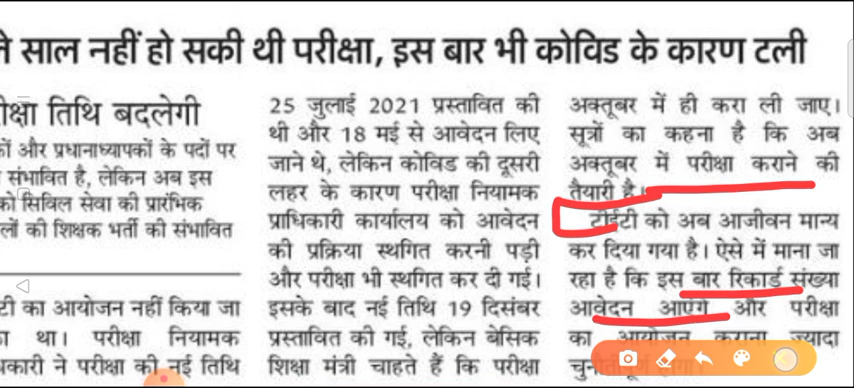 साल नहीं हो सकी थी परीक्षा, इस बार भी कोविड के कारण टली
क्षा तिथि बदलेगी
और प्रधानाध्यापकों के पदों पर
संभावित है, लेकिन अब इस
को सिविल सेवा की प्रारंभिक
लों की शिक्षक भर्ती की संभावित
टी का आयोजन नहीं किया जा
था। परीक्षा नियामक
कारी ने परीक्षा की नई तिथि
25 जुलाई 2021 प्रस्तावित की
थी और 18 मई से आवेदन लिए
जाने थे, लेकिन कोविड की दूसरी
लहर के कारण परीक्षा नियामक
प्राधिकारी कार्यालय को आवेदन
की प्रक्रिया स्थगित करनी पड़ी
और परीक्षा भी स्थगित कर दी गई।
इसके बाद नई तिथि 19 दिसंबर
प्रस्तावित की गई, लेकिन बेसिक
शिक्षा मंत्री चाहते हैं कि परीक्षा
अक्तूबर में ही करा ली जाए।
सूत्रों का कहना है कि अब
अक्तूबर में परीक्षा कराने की
तैयारी है।
टीईटी को अब आजीवन मान्य
कर दिया गया है। ऐसे में माना जा
रहा है कि इस बार रिकार्ड संख्या
आवेदन आएंगे और परीक्षा
का आयोजन कराना ज्यादा